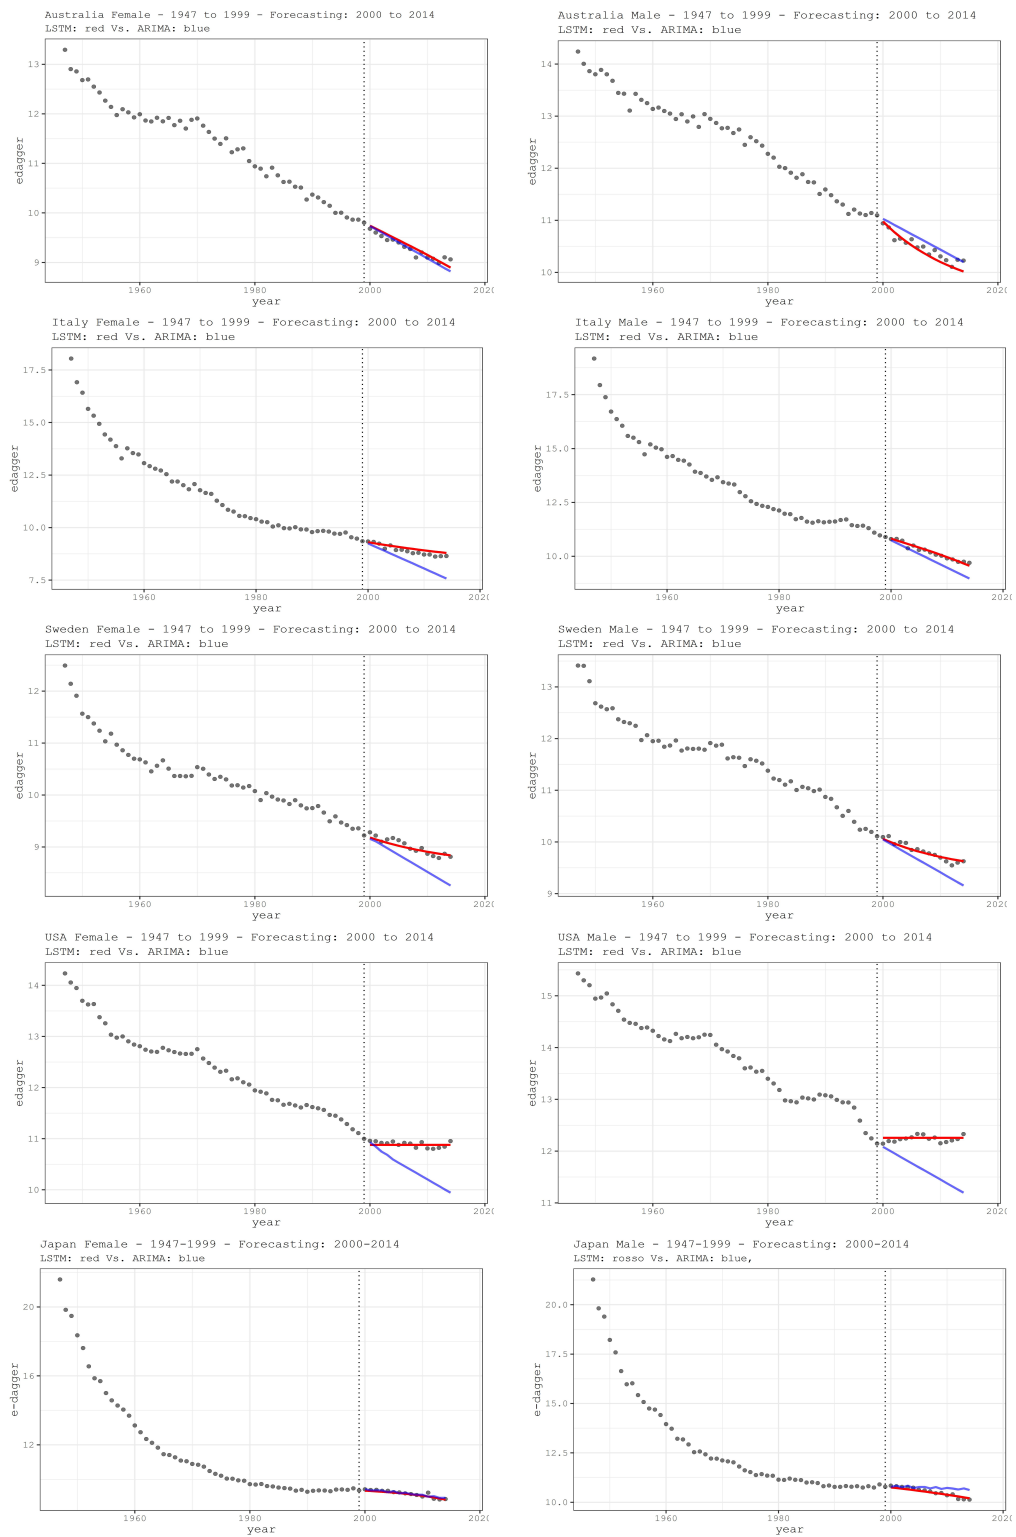 Australia Female - 1947 to 1999 - Forecasting: 2000 to 2014
LSTM: red Vs. ARIMA: blue
13
12
11
10
9
edagger
1960
1980
2000
202
year
Australia Male - 1947 to 1999 - Forecasting: 2000 to 2014
LSTM: red Vs. ARIMA: blue
14
13
12
11
10
edagger
1960
1980
2000
2020
year
Italy Female - 1947 to 1999 - Forecasting: 2000 to 2014
LSTM: red Vs. ARIMA: blue
17.5
15.0
12.5
10.0
7.5
edagger
1960
1980
2000
2020
year
Italy Male - 1947 to 1999 - Forecasting: 2000 to 2014
LSTM: red Vs. ARIMA: blue
17.5
15.0
12.5
10.0
edagger
1960
1980
2000
2020
year
Sweden Female - 1947 to 1999 - Forecasting: 2000 to 2014
LSTM: red Vs. ARIMA: blue
12
11
10
9
edagger
1960
1980
2000
202
year
Sweden Male - 1947 to 1999 - Forecasting: 2000 to 2014
LSTM: red Vs. ARIMA: blue
13
12
11
10
9
edagger
1960
1980
2000
2020
year
USA Female - 1947 to 1999 - Forecasting: 2000 to 2014
LSTM: red Vs. ARIMA: blue
14
13
12
11
10
edagger
1960
1980
2000
202
year
USA Male - 1947 to 1999 - Forecasting: 2000 to 2014
LSTM: red Vs. ARIMA: blue
15
14
13
12
11
edagger
1960
1980
2000
2020
year
Japan Female - 1947-1999 - Forecasting: 2000-2014
LSTM: red Vs. ARIMA: blue
20
16
12
e-dagger
1960
1980
2000
2020
year
Japan Male - 1947-1999 - Forecasting: 2000-2014
LSTM: rosso Vs. ARIMA: blue,
20.0
17.5
15.0
12.5
10.0
e-dagger
1960
1980
2000
2020
year